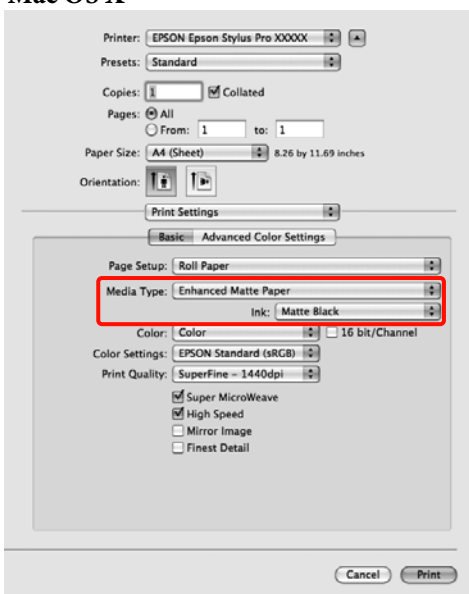 Mac OS X
Printer: EPSON Epson Stylus Pro XXXXX
Presets: Standard
Copies: 1 Collated
Pages: All
From: 1 to: 1
Paper Size: A4 (Sheet) 8.26 by 11.69 inches
Orientation:
Print Settings
Basic Advanced Color Settings
Page Setup: Roll Paper
Media Type: Enhanced Matte Paper
Ink: Matte Black
Color: Color 16 bit/Channel
Color Settings: EPSON Standard (sRGB)
Print Quality: SuperFine – 1440dpi
Super MicroWeave
High Speed
Mirror Image
Finest Detail
Cancel Print